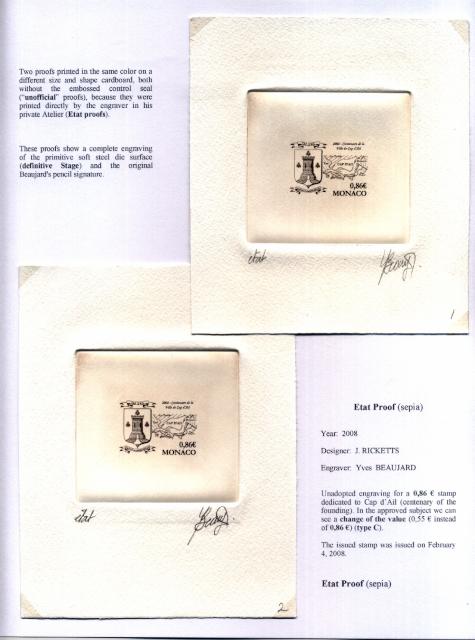 Two proofs printed in the same color on a
different size and shape cardboard, both
without the embossed control seal
("unofficial" proofs), because they were
printed directly by the engraver in his
private Atelier (Etat proofs).
These proofs show a complete engraving
of the primitive soft steel die surface
(definitive Stage) and the original
Beaujard's pencil signature.
CAP D'AIL
0,86€
MONACO
état
1
CAP D'AIL
0,86€
MONACO
état
2
Etat Proof (sepia)
Year: 2008
Designer: J. RICKETTS
Engraver: Yves BEAUJARD
Unadopted engraving for a 0,86 € stamp
dedicated to Cap d'Ail (centenary of the
founding). In the approved subject we can
see a change of the value (0,55 € instead
of 0,86 €) (type C).
The issued stamp was issued on February
4, 2008.
Etat Proof (sepia)